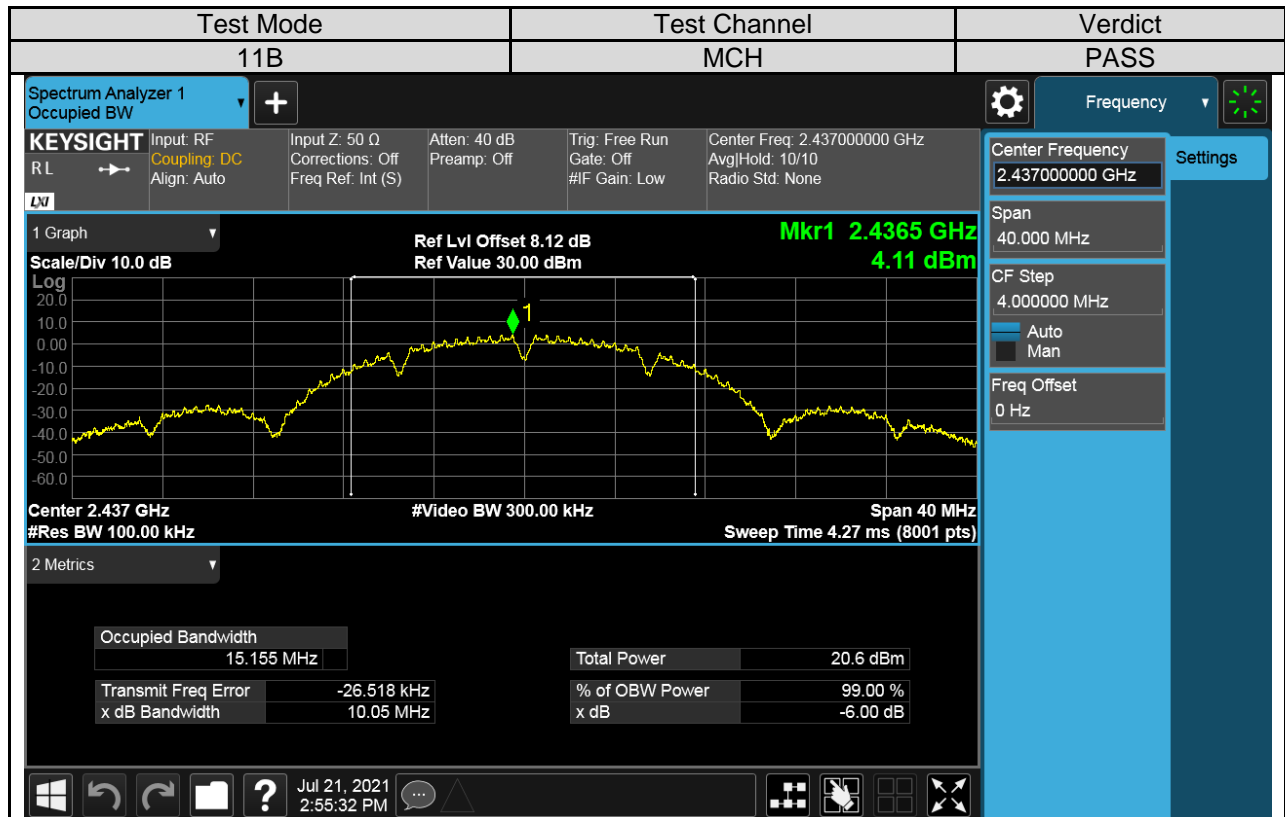 Test Mode Test Channel Verdict
11B MCH PASS
Spectrum Analyzer 1
Occupied BW
+
Frequency
KEYSIGHT
R L
LXI
Input: RF
Coupling: DC
Align: Auto
Input Z: 50 Ω
Corrections: Off
Freq Ref: Int (S)
Atten: 40 dB
Preamp: Off
Trig: Free Run
Gate: Off
#IF Gain: Low
Center Freq: 2.437000000 GHz
Avg|Hold: 10/10
Radio Std: None
Center Frequency
2.437000000 GHz
Settings
Span
40.000 MHz
CF Step
4.000000 MHz
Auto
Man
Freq Offset
0 Hz
1 Graph
Scale/Div 10.0 dB
Ref Lvl Offset 8.12 dB
Ref Value 30.00 dBm
Mkr1 2.4365 GHz
4.11 dBm
Log
20.0
10.0
0.00
-10.0
-20.0
-30.0
-40.0
-50.0
-60.0
1
Center 2.437 GHz
#Res BW 100.00 kHz
#Video BW 300.00 kHz
Span 40 MHz
Sweep Time 4.27 ms (8001 pts)
2 Metrics
Occupied Bandwidth
15.155 MHz
Total Power 20.6 dBm
Transmit Freq Error -26.518 kHz
% of OBW Power 99.00 %
x dB Bandwidth 10.05 MHz
x dB -6.00 dB
?
Jul 21, 2021
2:55:32 PM